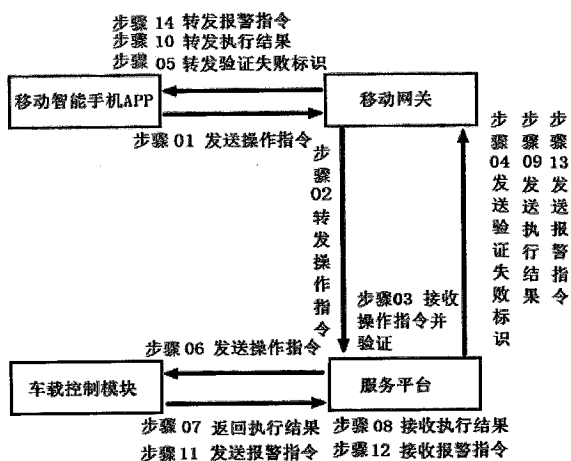 步骤 14 转发报警指令
步骤 10 转发执行结果
步骤 05 转发验证失败标识
移动智能手机APP
移动网关
步骤 01 发送操作指令
步骤02 转发操作指令
步骤04 发送验证失败标识
步骤09 发送执行结果
步骤13 发送报警指令
步骤03 接收
操作指令并
验证
步骤 06 发送操作指令
车载控制模块
服务平台
步骤 07 返回执行结果
步骤 11 发送报警指令
步骤 08 接收执行结果
步骤 12 接收报警指令